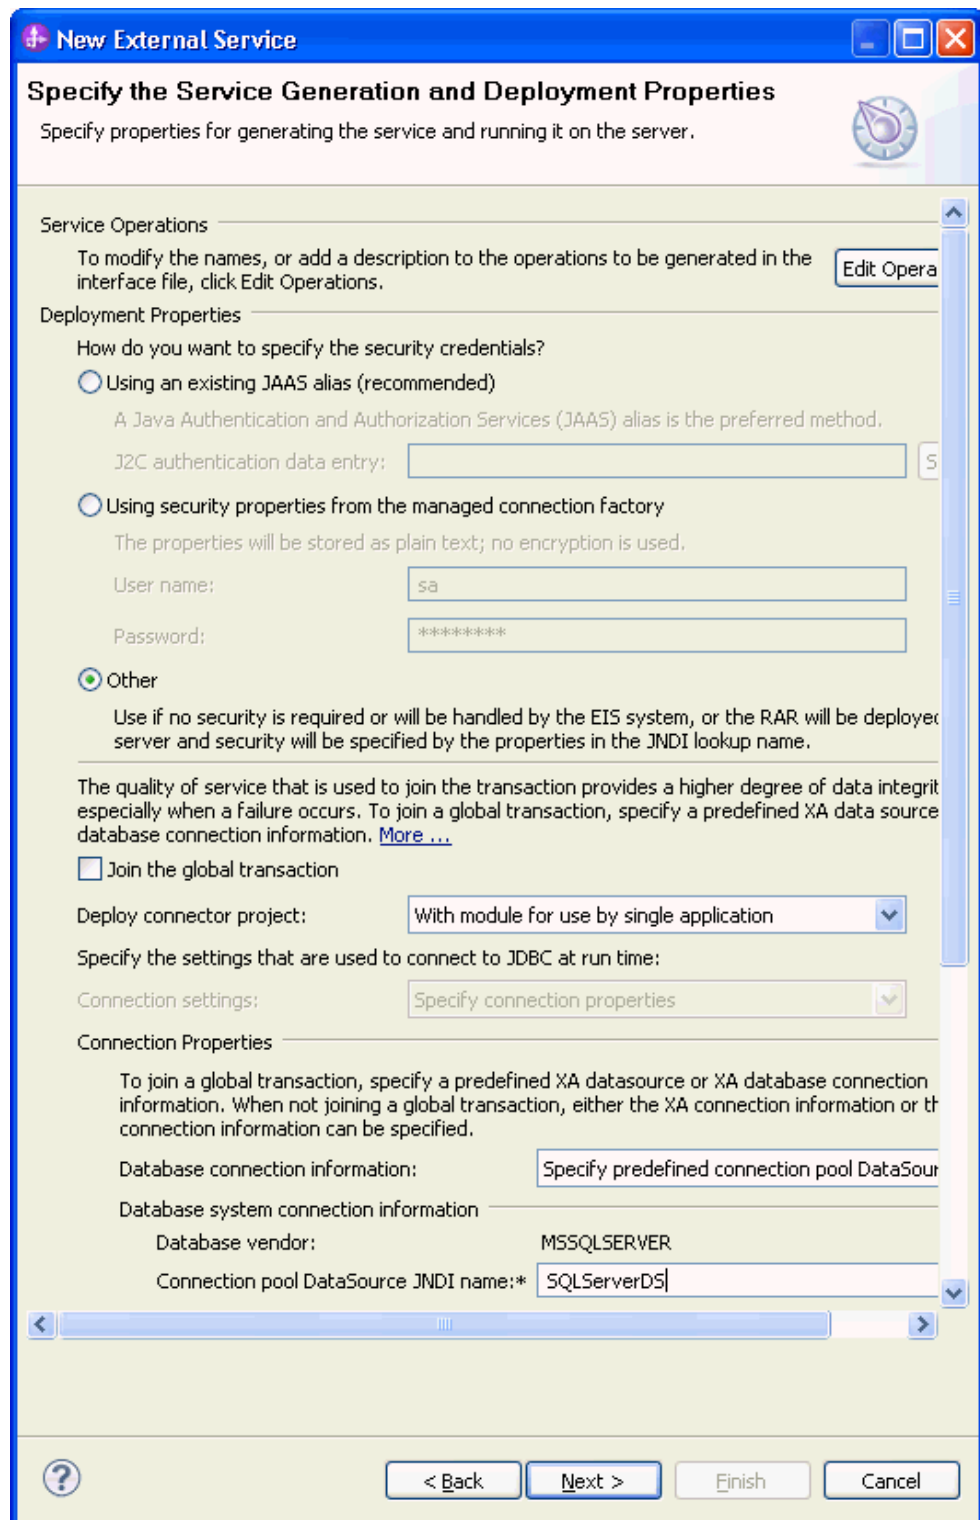 New External Service
Specify the Service Generation and Deployment Properties
Specify properties for generating the service and running it on the server.
Service Operations
To modify the names, or add a description to the operations to be generated in the
interface file, click Edit Operations.
Edit Opera
Deployment Properties
How do you want to specify the security credentials?
Using an existing JAAS alias (recommended)
A Java Authentication and Authorization Services (JAAS) alias is the preferred method.
J2C authentication data entry:
S
Using security properties from the managed connection factory
The properties will be stored as plain text; no encryption is used.
User name:
sa
Password:
********
Other
Use if no security is required or will be handled by the EIS system, or the RAR will be deployed
server and security will be specified by the properties in the JNDI lookup name.
The quality of service that is used to join the transaction provides a higher degree of data integrit
especially when a failure occurs. To join a global transaction, specify a predefined XA data source
database connection information. More ...
Join the global transaction
Deploy connector project:
With module for use by single application
Specify the settings that are used to connect to JDBC at run time:
Connection settings:
Specify connection properties
Connection Properties
To join a global transaction, specify a predefined XA datasource or XA database connection
information. When not joining a global transaction, either the XA connection information or th
connection information can be specified.
Database connection information:
Specify predefined connection pool DataSour
Database system connection information
Database vendor:
MSSQLSERVER
Connection pool DataSource JNDI name:*
SQLServerDS
?
< Back
Next >
Finish
Cancel